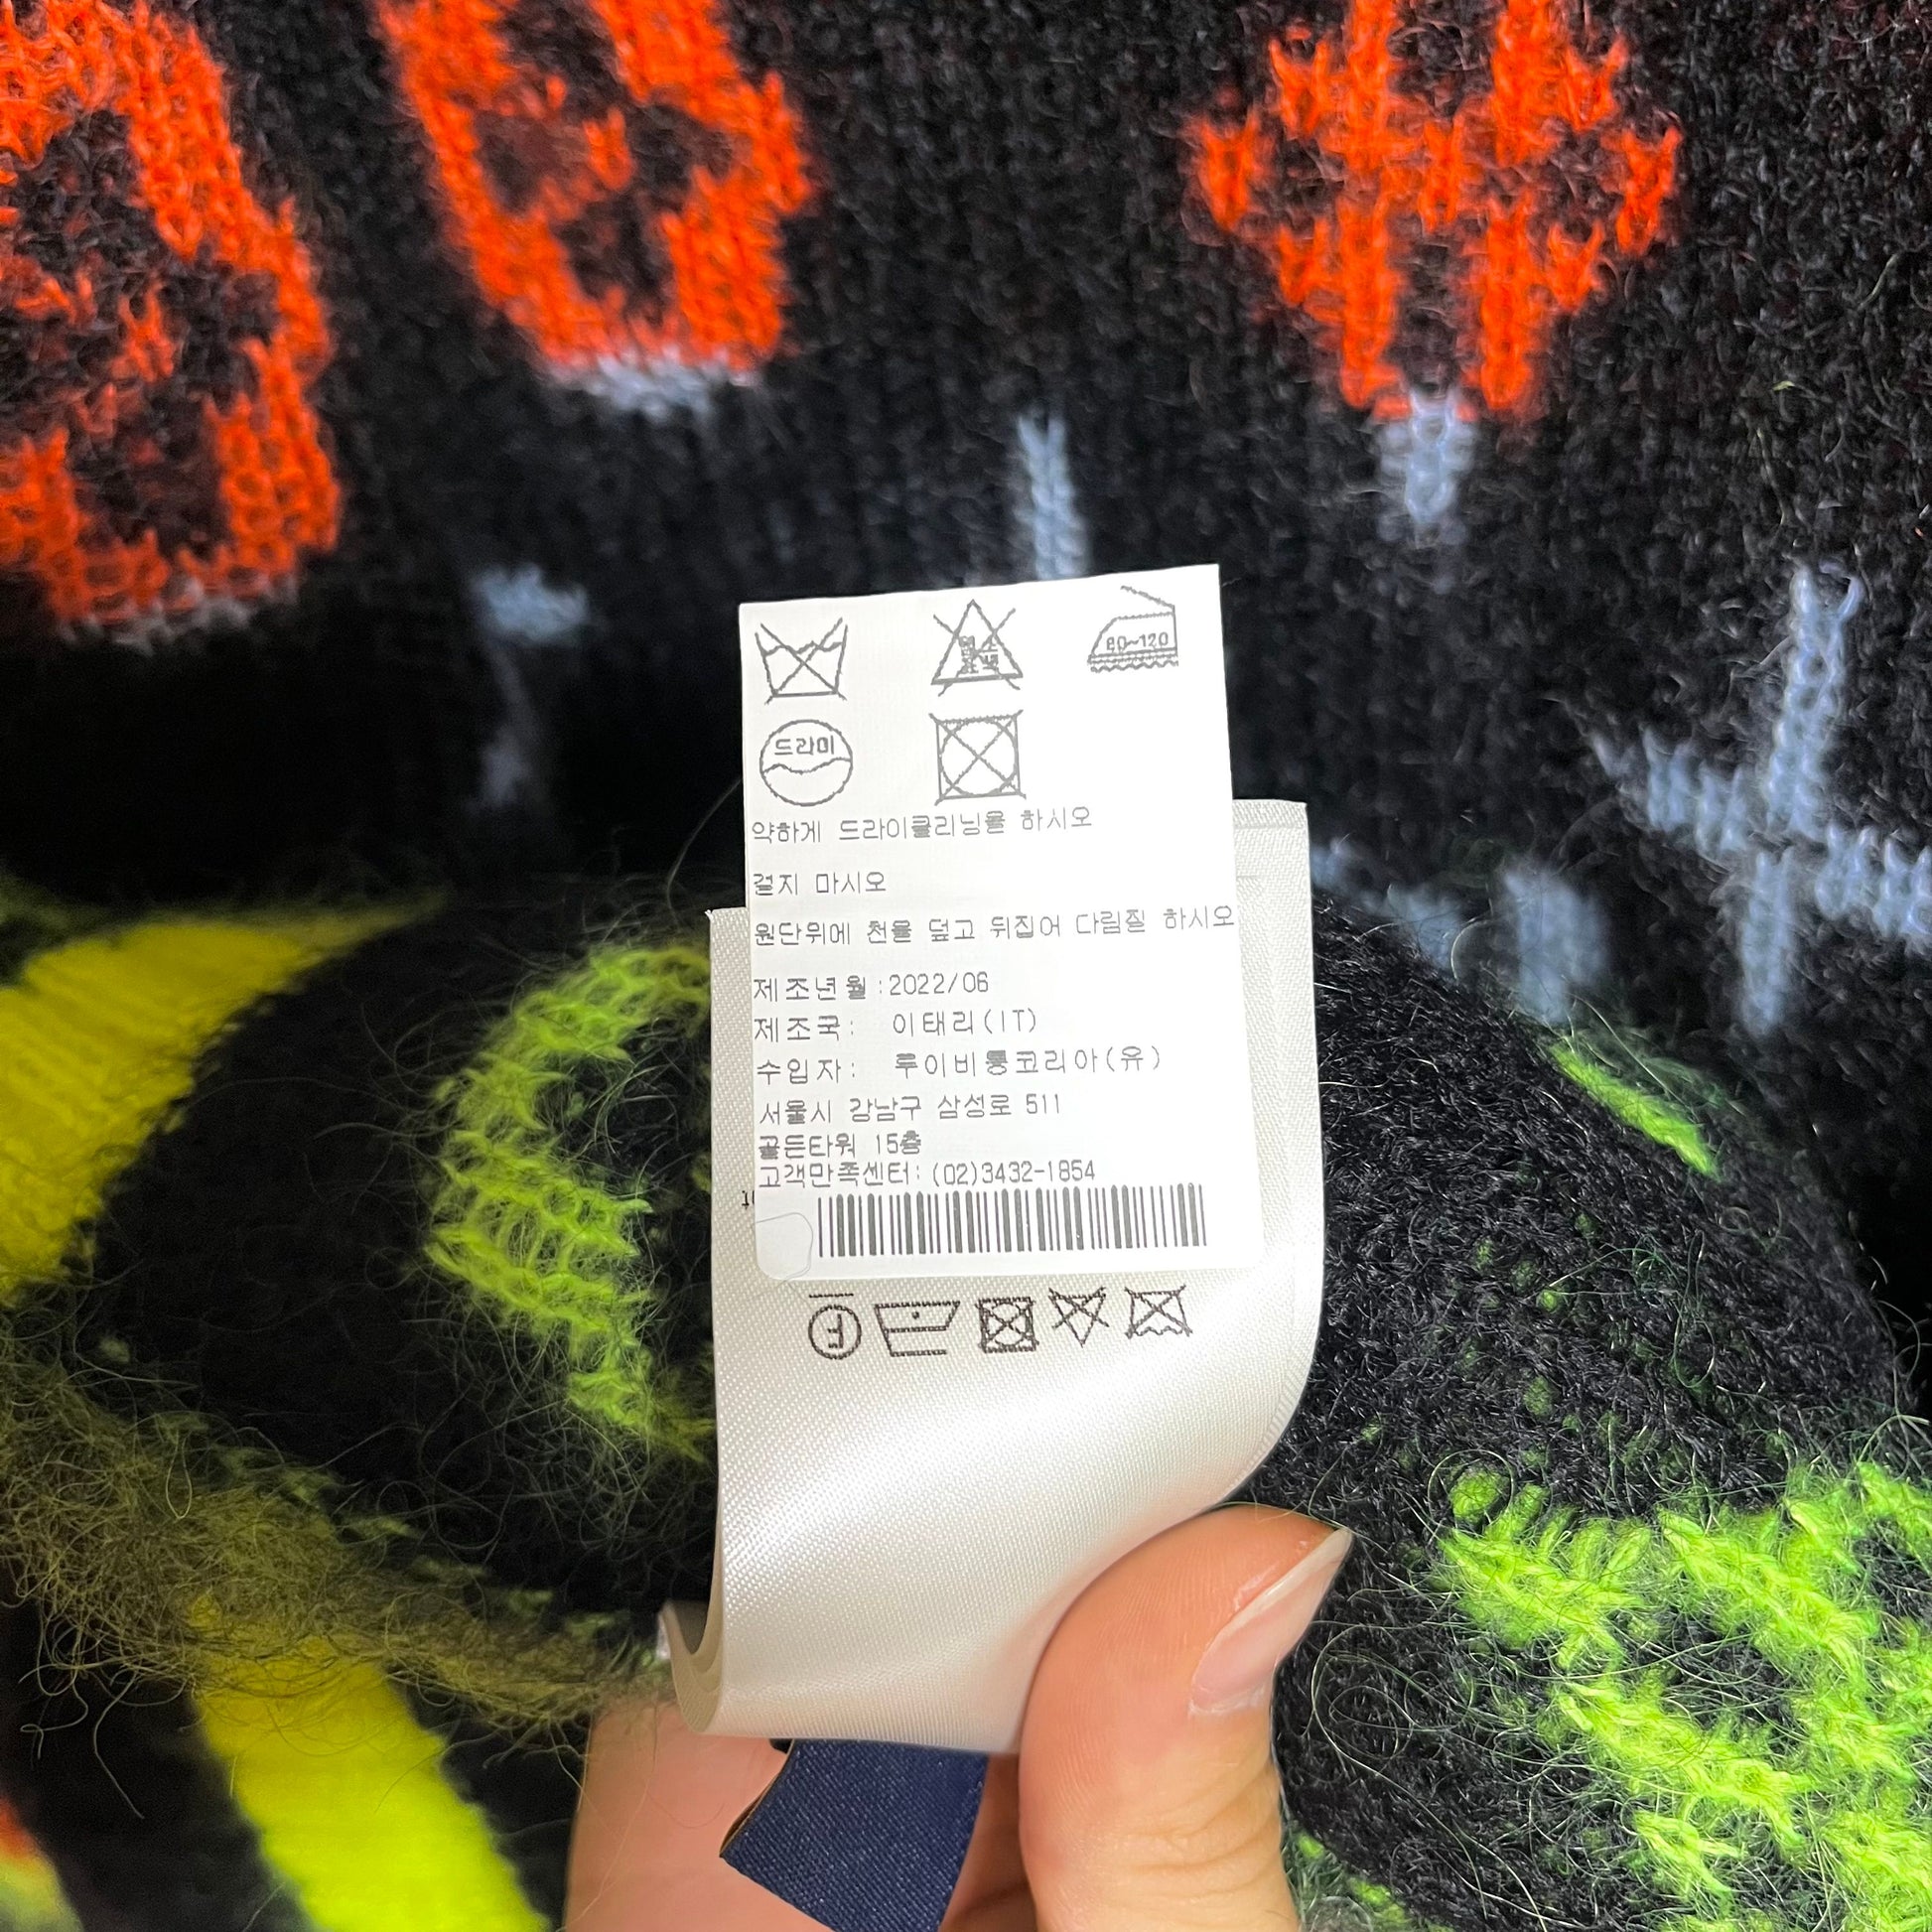 80~120
드라미
약하게 드라이클리닝을 하시오
걸지 마시오
원단위에 천을 덮고 뒤집어 다림질 하시오
제조년월:2022/06
제조국: 이태리(IT)
수입자: 루이비통코리아(유)
서울시 강남구 삼성로 511
골든타워 15층
고객만족센터:(02)3432-1854
F